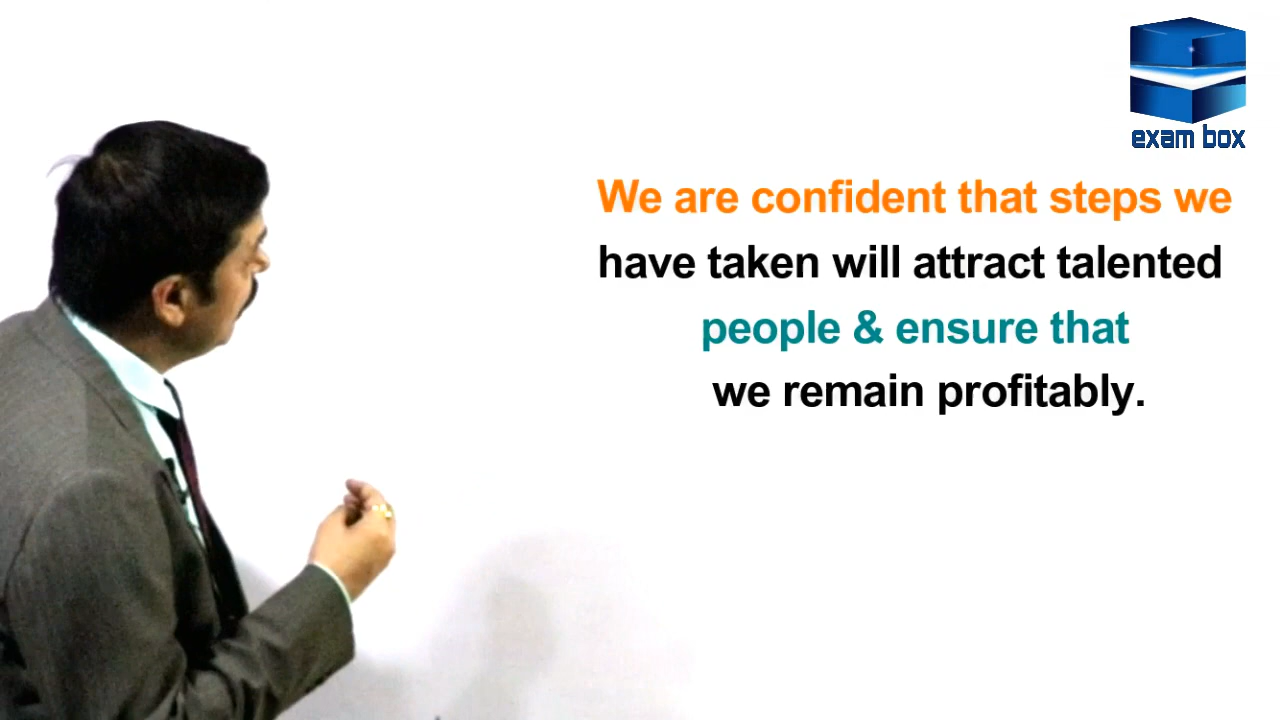 exam box
We are confident that steps we
have taken will attract talented
people & ensure that
we remain profitably.